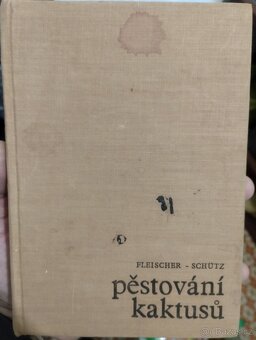 FLEISCHER - SCHÜTZ
pěstování
kaktusů